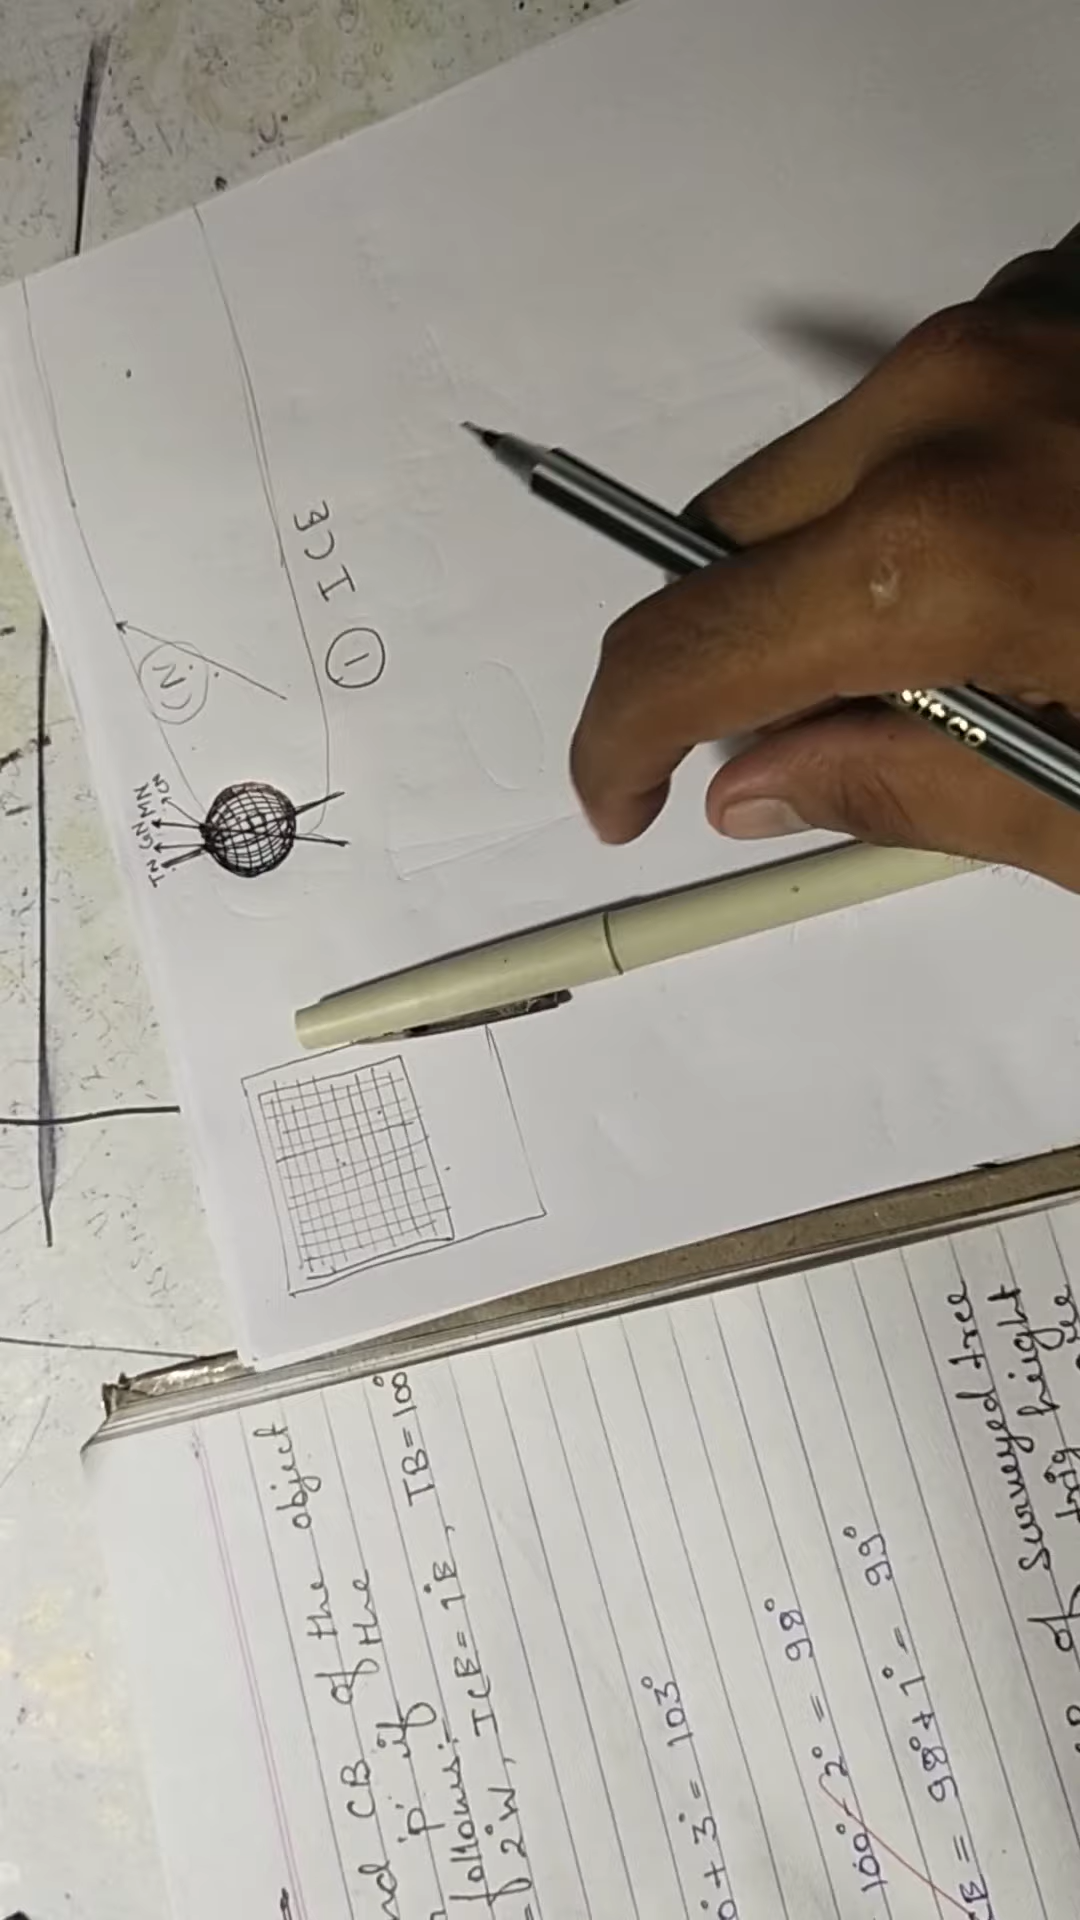 ① ICE
N
TN GN MN CN
nd CB of the object
'p' if the
follows:-
2°W, ICE=1°E, TB=100°
0°+3°=103°
100°-2°=98°
98°+1°=99°
of Surveyed tree
height